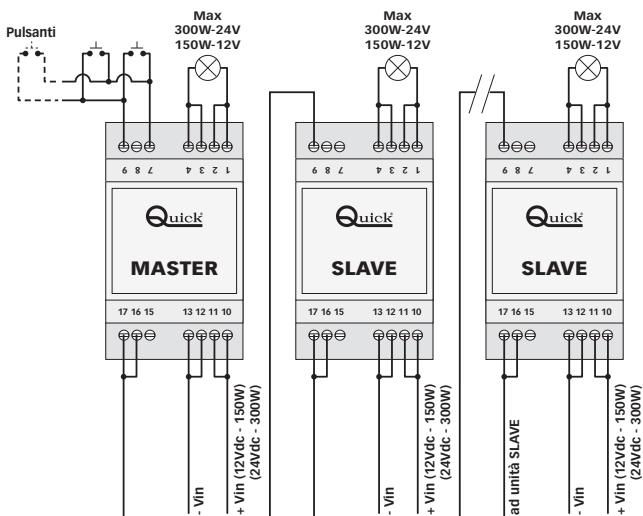 Pulsanti
Max
300W-24V
150W-12V
Max
300W-24V
150W-12V
Max
300W-24V
150W-12V
9 8 7
4 3 2 1
9 8 7
4 3 2 1
9 8 7
4 3 2 1
Quick
MASTER
Quick
SLAVE
Quick
SLAVE
17 16 15
13 12 11 10
17 16 15
13 12 11 10
17 16 15
13 12 11 10
- Vin
+ Vin (12Vdc - 150W)
(24Vdc - 300W)
- Vin
+ Vin (12Vdc - 150W)
(24Vdc - 300W)
ad unità SLAVE
- Vin
+ Vin (12Vdc - 150W)
(24Vdc - 300W)